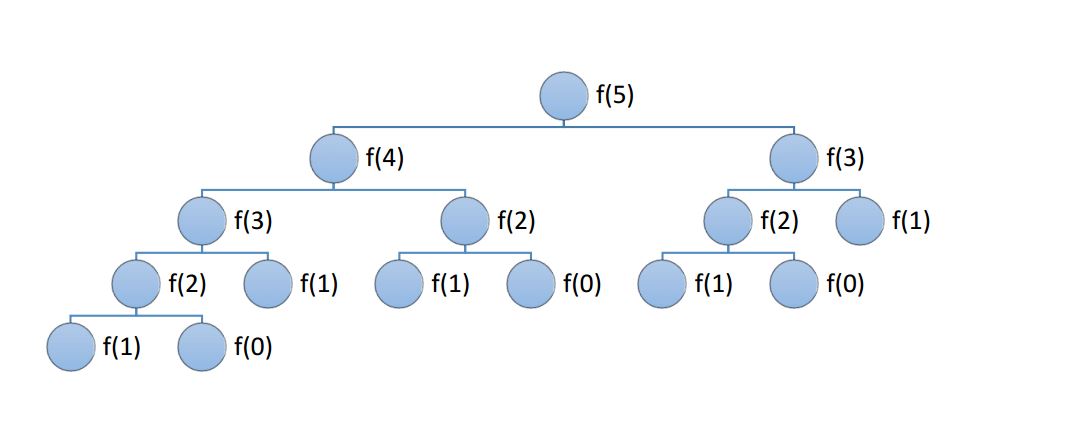 f(5)
f(4) f(3)
f(3) f(2) f(2) f(1)
f(2) f(1) f(1) f(0) f(1) f(0)
f(1) f(0)